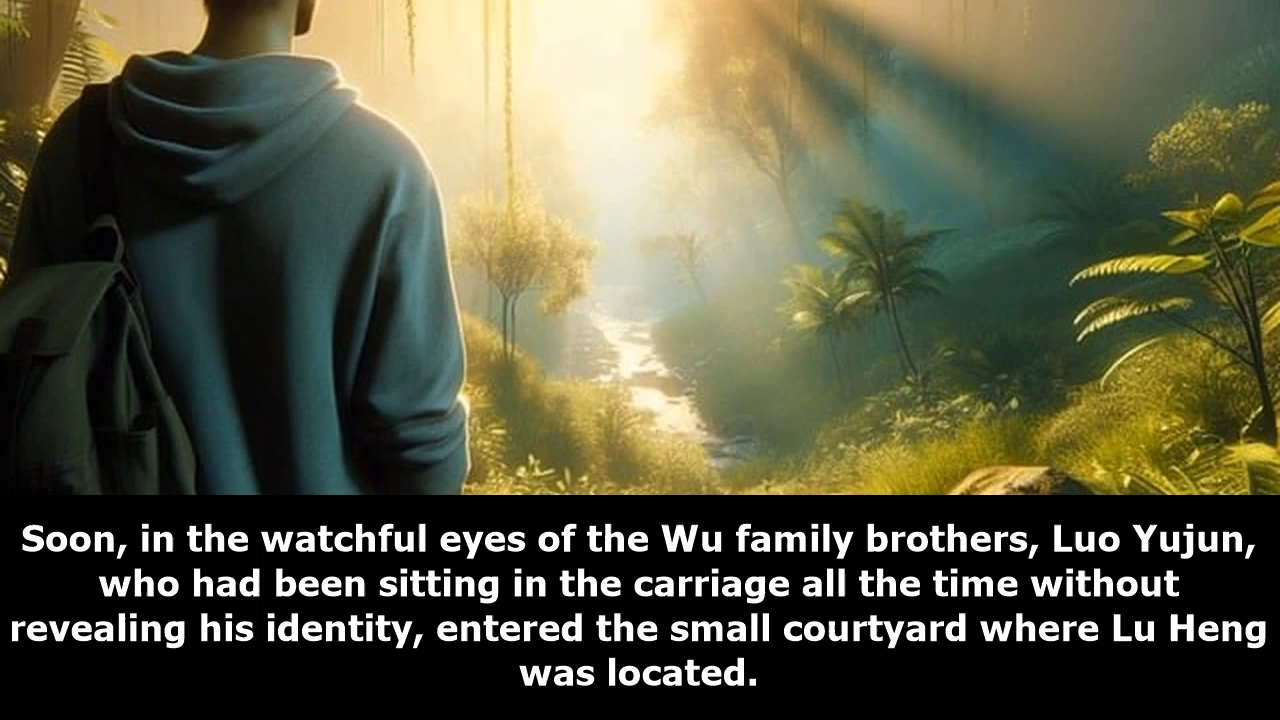 Soon, in the watchful eyes of the Wu family brothers, Luo Yujun,
who had been sitting in the carriage all the time without
revealing his identity, entered the small courtyard where Lu Heng
was located.